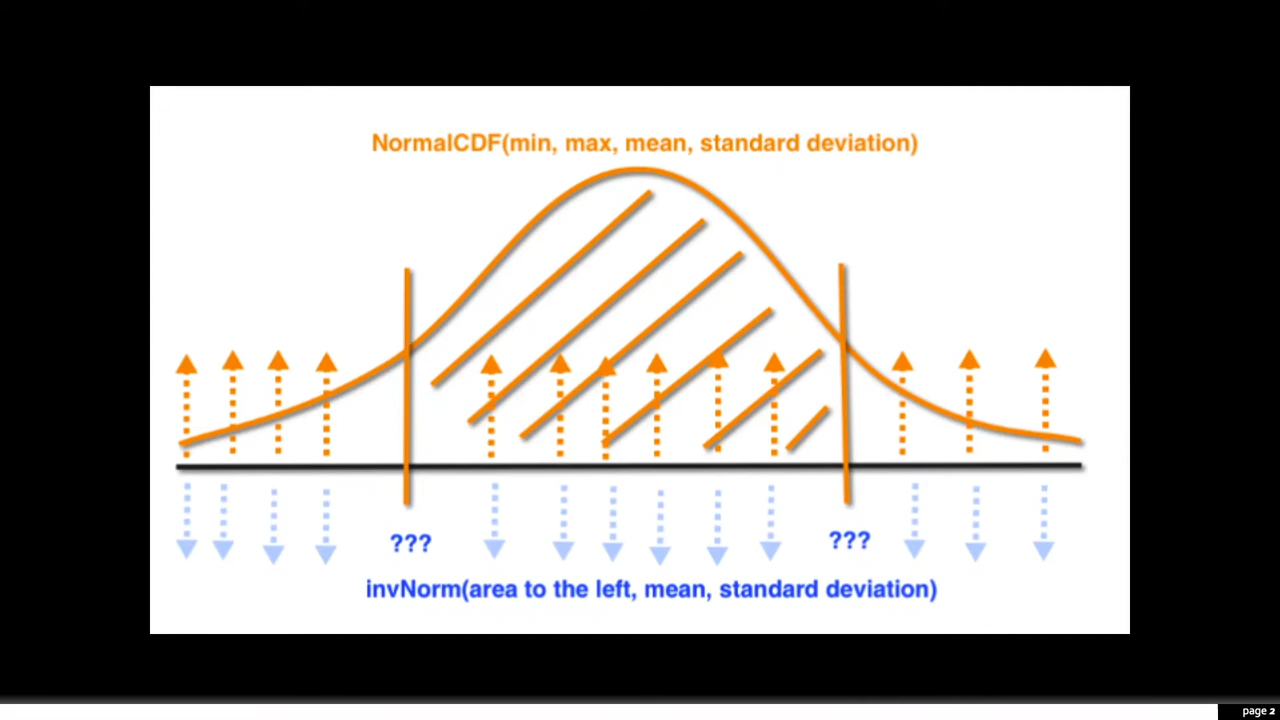 NormalCDF(min, max, mean, standard deviation)
??? ???
invNorm(area to the left, mean, standard deviation)
page 2